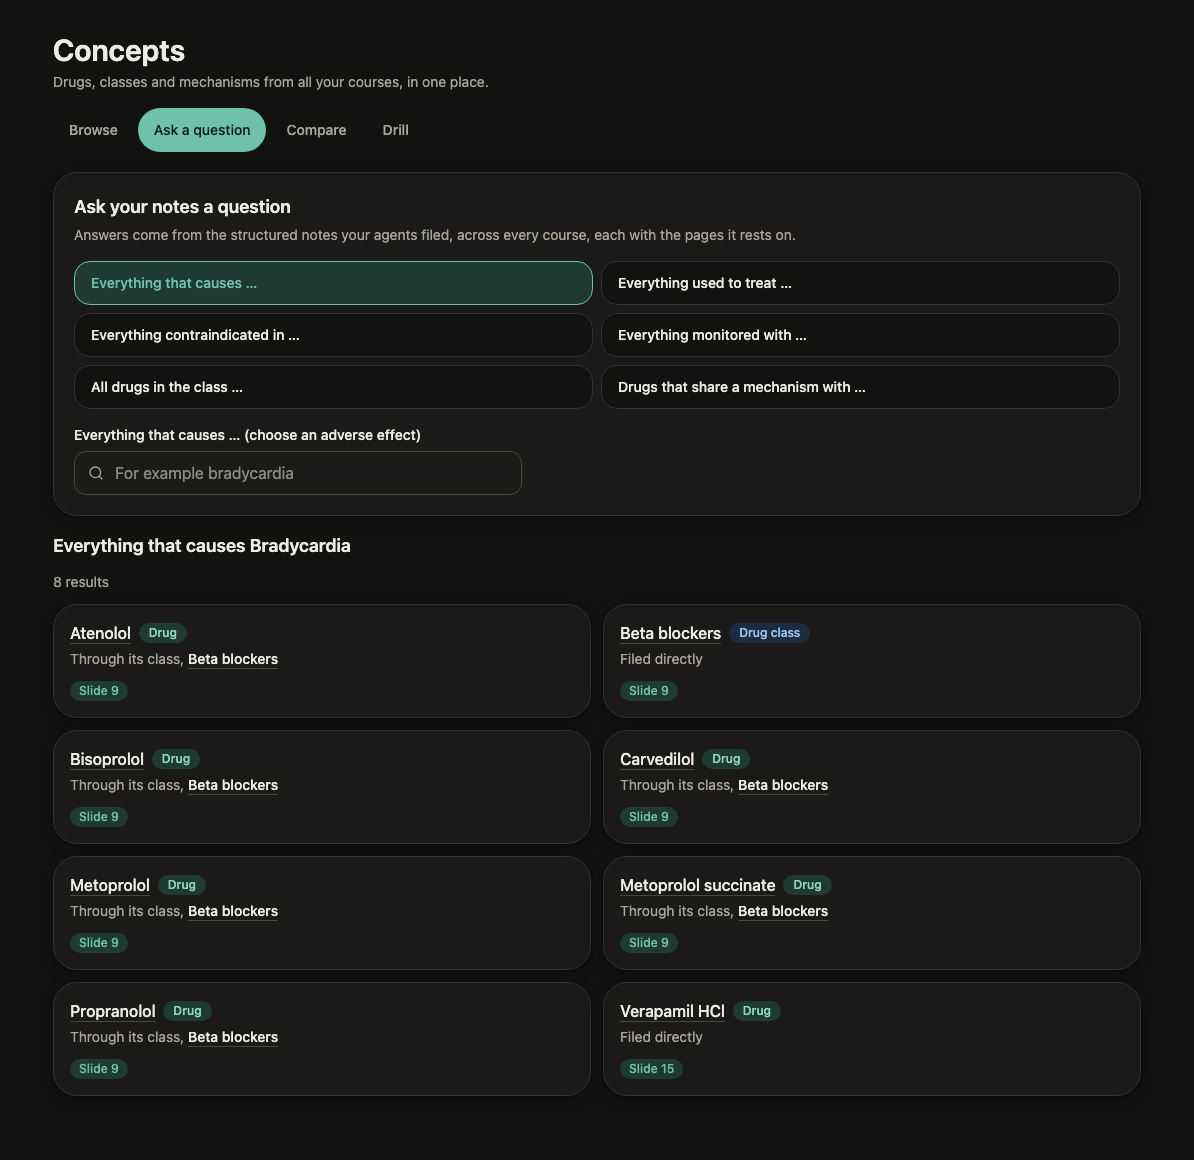 Concepts
Drugs, classes and mechanisms from all your courses, in one place.
Browse
Ask a question
Compare
Drill
Ask your notes a question
Answers come from the structured notes your agents filed, across every course, each with the pages it rests on.
Everything that causes ...
Everything used to treat ...
Everything contraindicated in ...
Everything monitored with ...
All drugs in the class ...
Drugs that share a mechanism with ...
Everything that causes ... (choose an adverse effect)
For example bradycardia
Everything that causes Bradycardia
8 results
Atenolol Drug
Through its class, Beta blockers
Slide 9
Beta blockers Drug class
Filed directly
Slide 9
Bisoprolol Drug
Through its class, Beta blockers
Slide 9
Carvedilol Drug
Through its class, Beta blockers
Slide 9
Metoprolol Drug
Through its class, Beta blockers
Slide 9
Metoprolol succinate Drug
Through its class, Beta blockers
Slide 9
Propranolol Drug
Through its class, Beta blockers
Slide 9
Verapamil HCl Drug
Filed directly
Slide 15